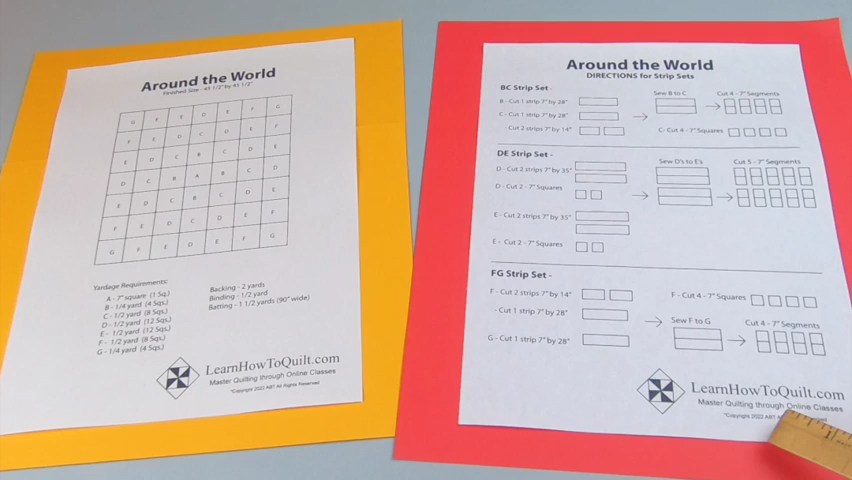 Around the World
Finished Size - 45 1/2" by 45 1/2"
G F E D E F G
F E D C D E F
E D C B C D E
D C B A B C D
E D C B C D E
F E D C D E F
G F E D E F G
Yardage Requirements:
A - 7" square (1 Sq.)
B - 1/4 yard (4 Sqs.)
C - 1/2 yard (8 Sqs.)
D - 1/2 yard (12 Sqs.)
E - 1/2 yard (12 Sqs.)
F - 1/2 yard (8 Sqs.)
G - 1/4 yard (4 Sqs.)
Backing - 2 yards
Binding - 1/2 yard
Batting - 1 1/2 yards (90" wide)
LearnHowToQuilt.com
Master Quilting through Online Classes
*Copyright 2022 ABT All Rights Reserved
Around the World
DIRECTIONS for Strip Sets
BC Strip Set -
B - Cut 1 strip 7" by 28"
C - Cut 1 strip 7" by 28"
Cut 2 strips 7" by 14"
Sew B to C
Cut 4 - 7" Segments
C- Cut 4 - 7" Squares
DE Strip Set -
D - Cut 2 strips 7" by 35"
D - Cut 2 - 7" Squares
E - Cut 2 strips 7" by 35"
E - Cut 2 - 7" Squares
Sew D's to E's
Cut 5 - 7" Segments
FG Strip Set -
F - Cut 2 strips 7" by 14"
- Cut 1 strip 7" by 28"
G - Cut 1 strip 7" by 28"
F - Cut 4 - 7" Squares
Sew F to G
Cut 4 - 7" Segments
LearnHowToQuilt.com
Master Quilting through Online Classes
*Copyright 2022 ABT